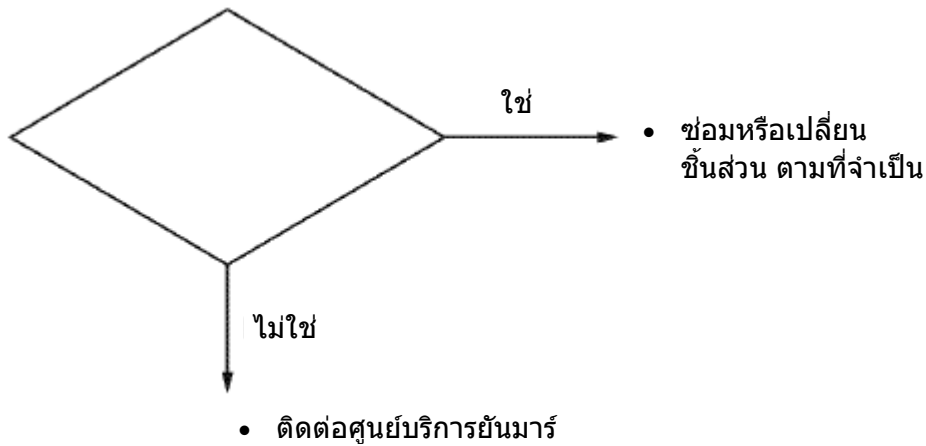 ใช่
• ซ่อมหรือเปลี่ยน
ชิ้นส่วน ตามที่จำเป็น
ไม่ใช่
• ติดต่อศูนย์บริการยันมาร์